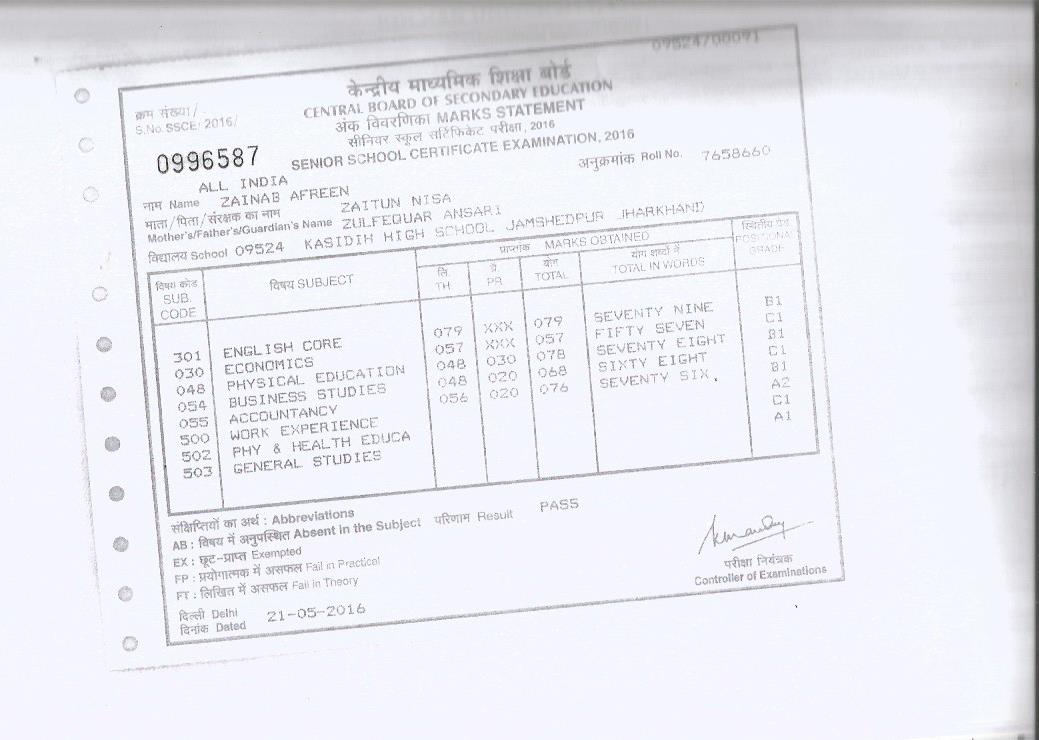 09524/00091
केन्द्रीय माध्यमिक शिक्षा बोर्ड
CENTRAL BOARD OF SECONDARY EDUCATION
अंक विवरणिका MARKS STATEMENT
सीनियर स्कूल सर्टिफिकेट परीक्षा, 2016
SENIOR SCHOOL CERTIFICATE EXAMINATION, 2016
क्रम संख्या/
S.No.SSCE/2016/
0996587
अनुक्रमांक Roll No. 7658660
ALL INDIA
नाम Name ZAINAB AFREEN
माता/पिता/संरक्षक का नाम ZAITUN NISA
Mother's/Father's/Guardian's Name ZULFEQUAR ANSARI
विद्यालय School 09524 KASIDIH HIGH SCHOOL JAMSHEDPUR JHARKHAND
विषय कोड SUB. CODE विषय SUBJECT प्राप्तांक MARKS OBTAINED स्थितीय ग्रेड POSITIONAL GRADE
लि. TH प्रै. PR योग TOTAL योग शब्दों में TOTAL IN WORDS
301 ENGLISH CORE 079 XXX 079 SEVENTY NINE B1
030 ECONOMICS 057 XXX 057 FIFTY SEVEN C1
048 PHYSICAL EDUCATION 048 030 078 SEVENTY EIGHT B1
054 BUSINESS STUDIES 048 020 068 SIXTY EIGHT C1
055 ACCOUNTANCY 056 020 076 SEVENTY SIX. B1
500 WORK EXPERIENCE A2
502 PHY & HEALTH EDUCA C1
503 GENERAL STUDIES A1
संक्षिप्तियों का अर्थ : Abbreviations
AB : विषय में अनुपस्थित Absent in the Subject परिणाम Result PASS
EX : छूट-प्राप्त Exempted
FP : प्रयोगात्मक में असफल Fail in Practical
FT : लिखित में असफल Fail in Theory
दिल्ली Delhi
दिनांक Dated 21-05-2016
परीक्षा नियंत्रक
Controller of Examinations